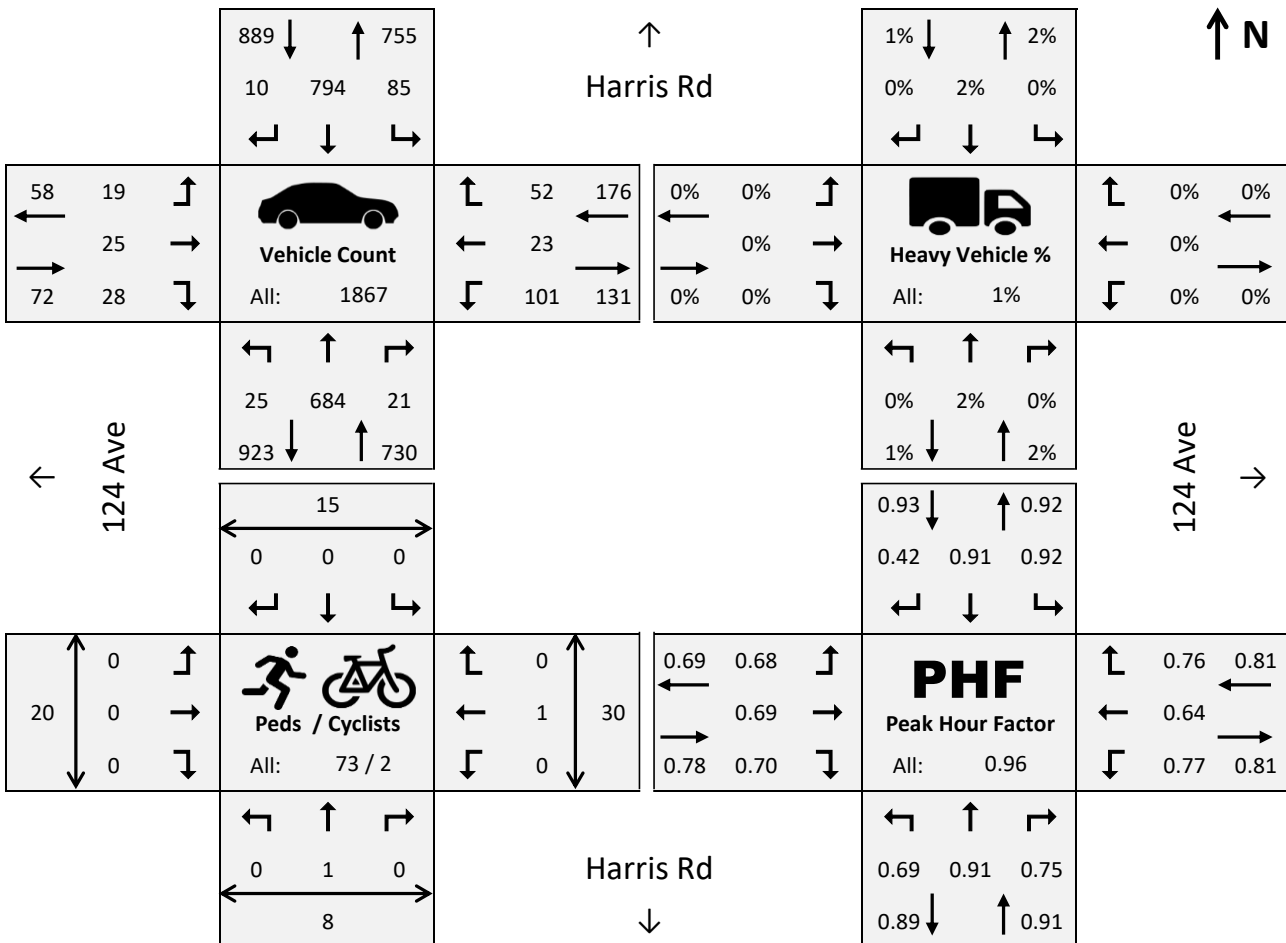 889 755 1% 2% N
Harris Rd
10 794 85 0% 2% 0%
58 19 52 176 0% 0% 0% 0%
25 Vehicle Count 23 0% Heavy Vehicle % 0%
72 28 All: 1867 101 131 0% 0% All: 1% 0% 0%
25 684 21 0% 2% 0%
923 730 1% 2%
124 Ave
124 Ave
15 0.93 0.92
0 0 0 0.42 0.91 0.92
0 0 0.69 0.68 PHF 0.76 0.81
20 0 Peds / Cyclists 1 30 0.69 Peak Hour Factor 0.64
0 All: 73 / 2 0 0.78 0.70 All: 0.96 0.77 0.81
0 1 0 Harris Rd 0.69 0.91 0.75
8 0.89 0.91